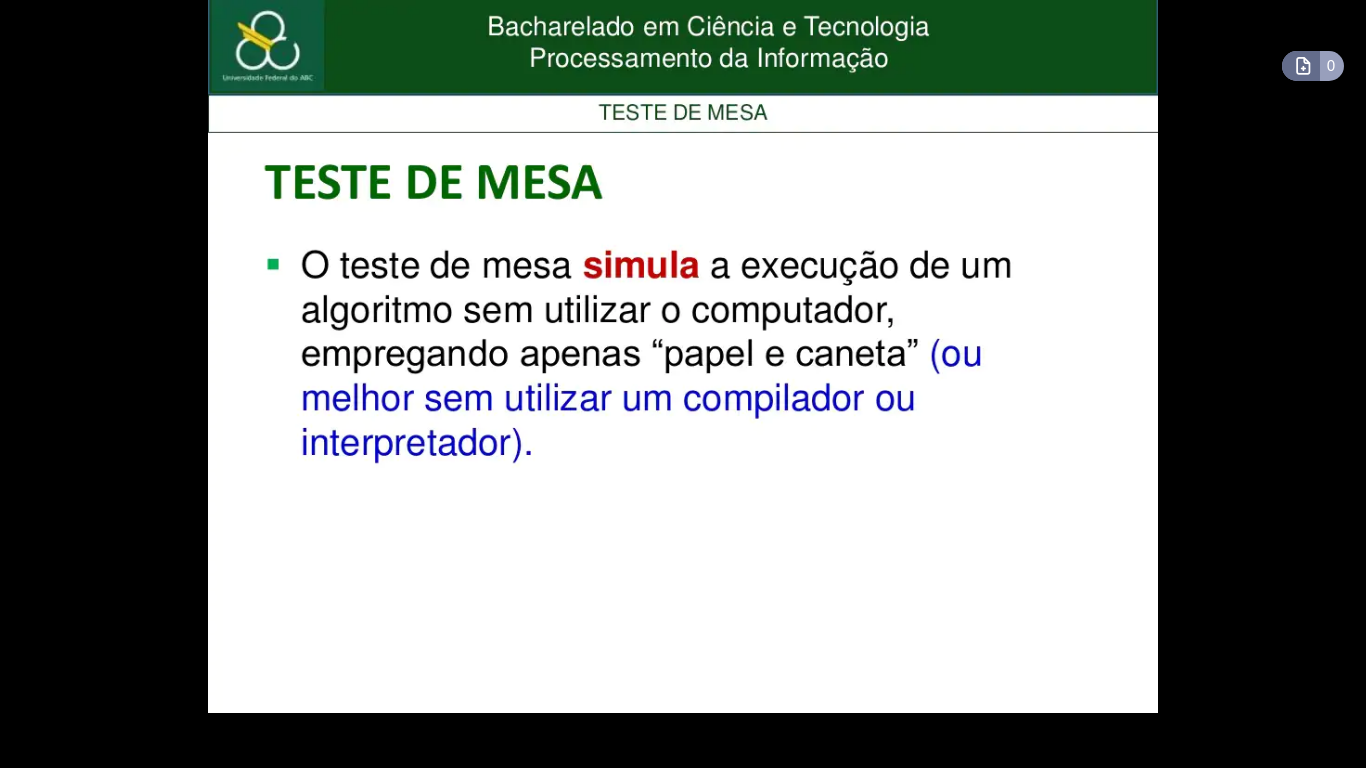 Bacharelado em Ciência e Tecnologia
Processamento da Informação
Universidade Federal do ABC
0
TESTE DE MESA
TESTE DE MESA
▪ O teste de mesa simula a execução de um
algoritmo sem utilizar o computador,
empregando apenas “papel e caneta” (ou
melhor sem utilizar um compilador ou
interpretador).